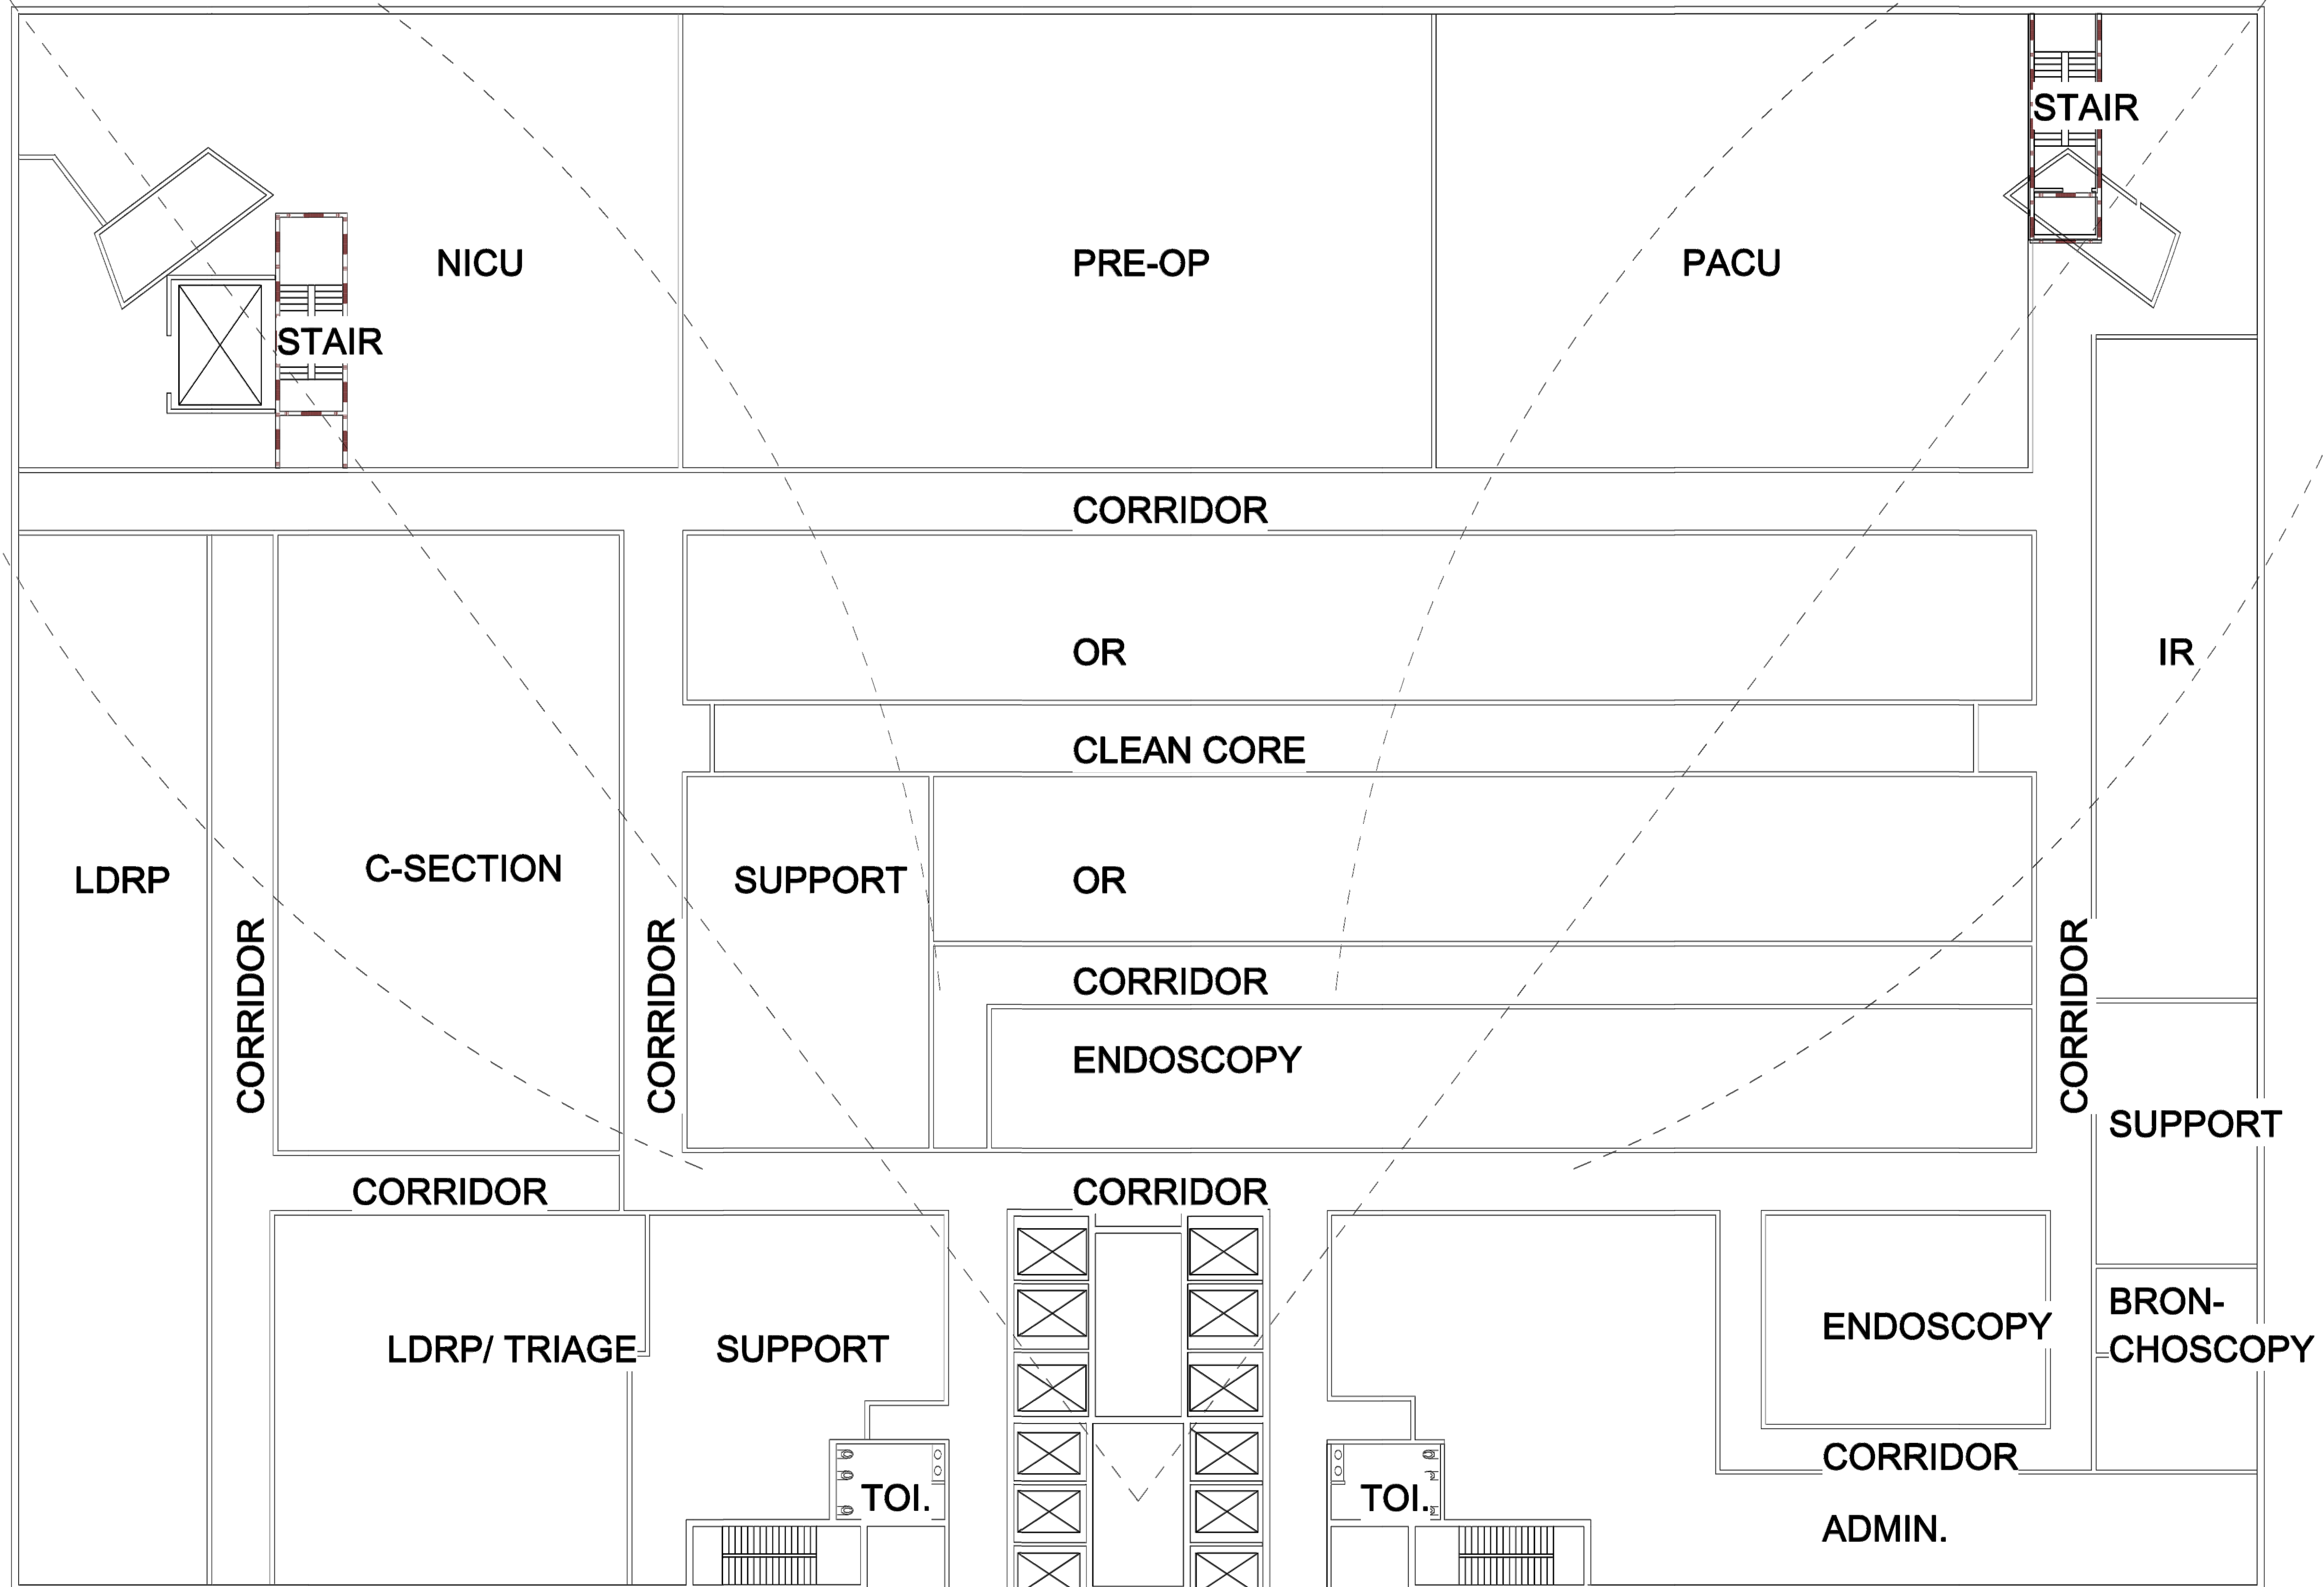 STAIR
NICU
PRE-OP
PACU
STAIR
CORRIDOR
OR
IR
CLEAN CORE
LDRP
C-SECTION
SUPPORT
OR
CORRIDOR
CORRIDOR
CORRIDOR
CORRIDOR
ENDOSCOPY
SUPPORT
CORRIDOR
CORRIDOR
BRON-
CHOSCOPY
LDRP/ TRIAGE
SUPPORT
ENDOSCOPY
CORRIDOR
TOI.
TOI.
ADMIN.